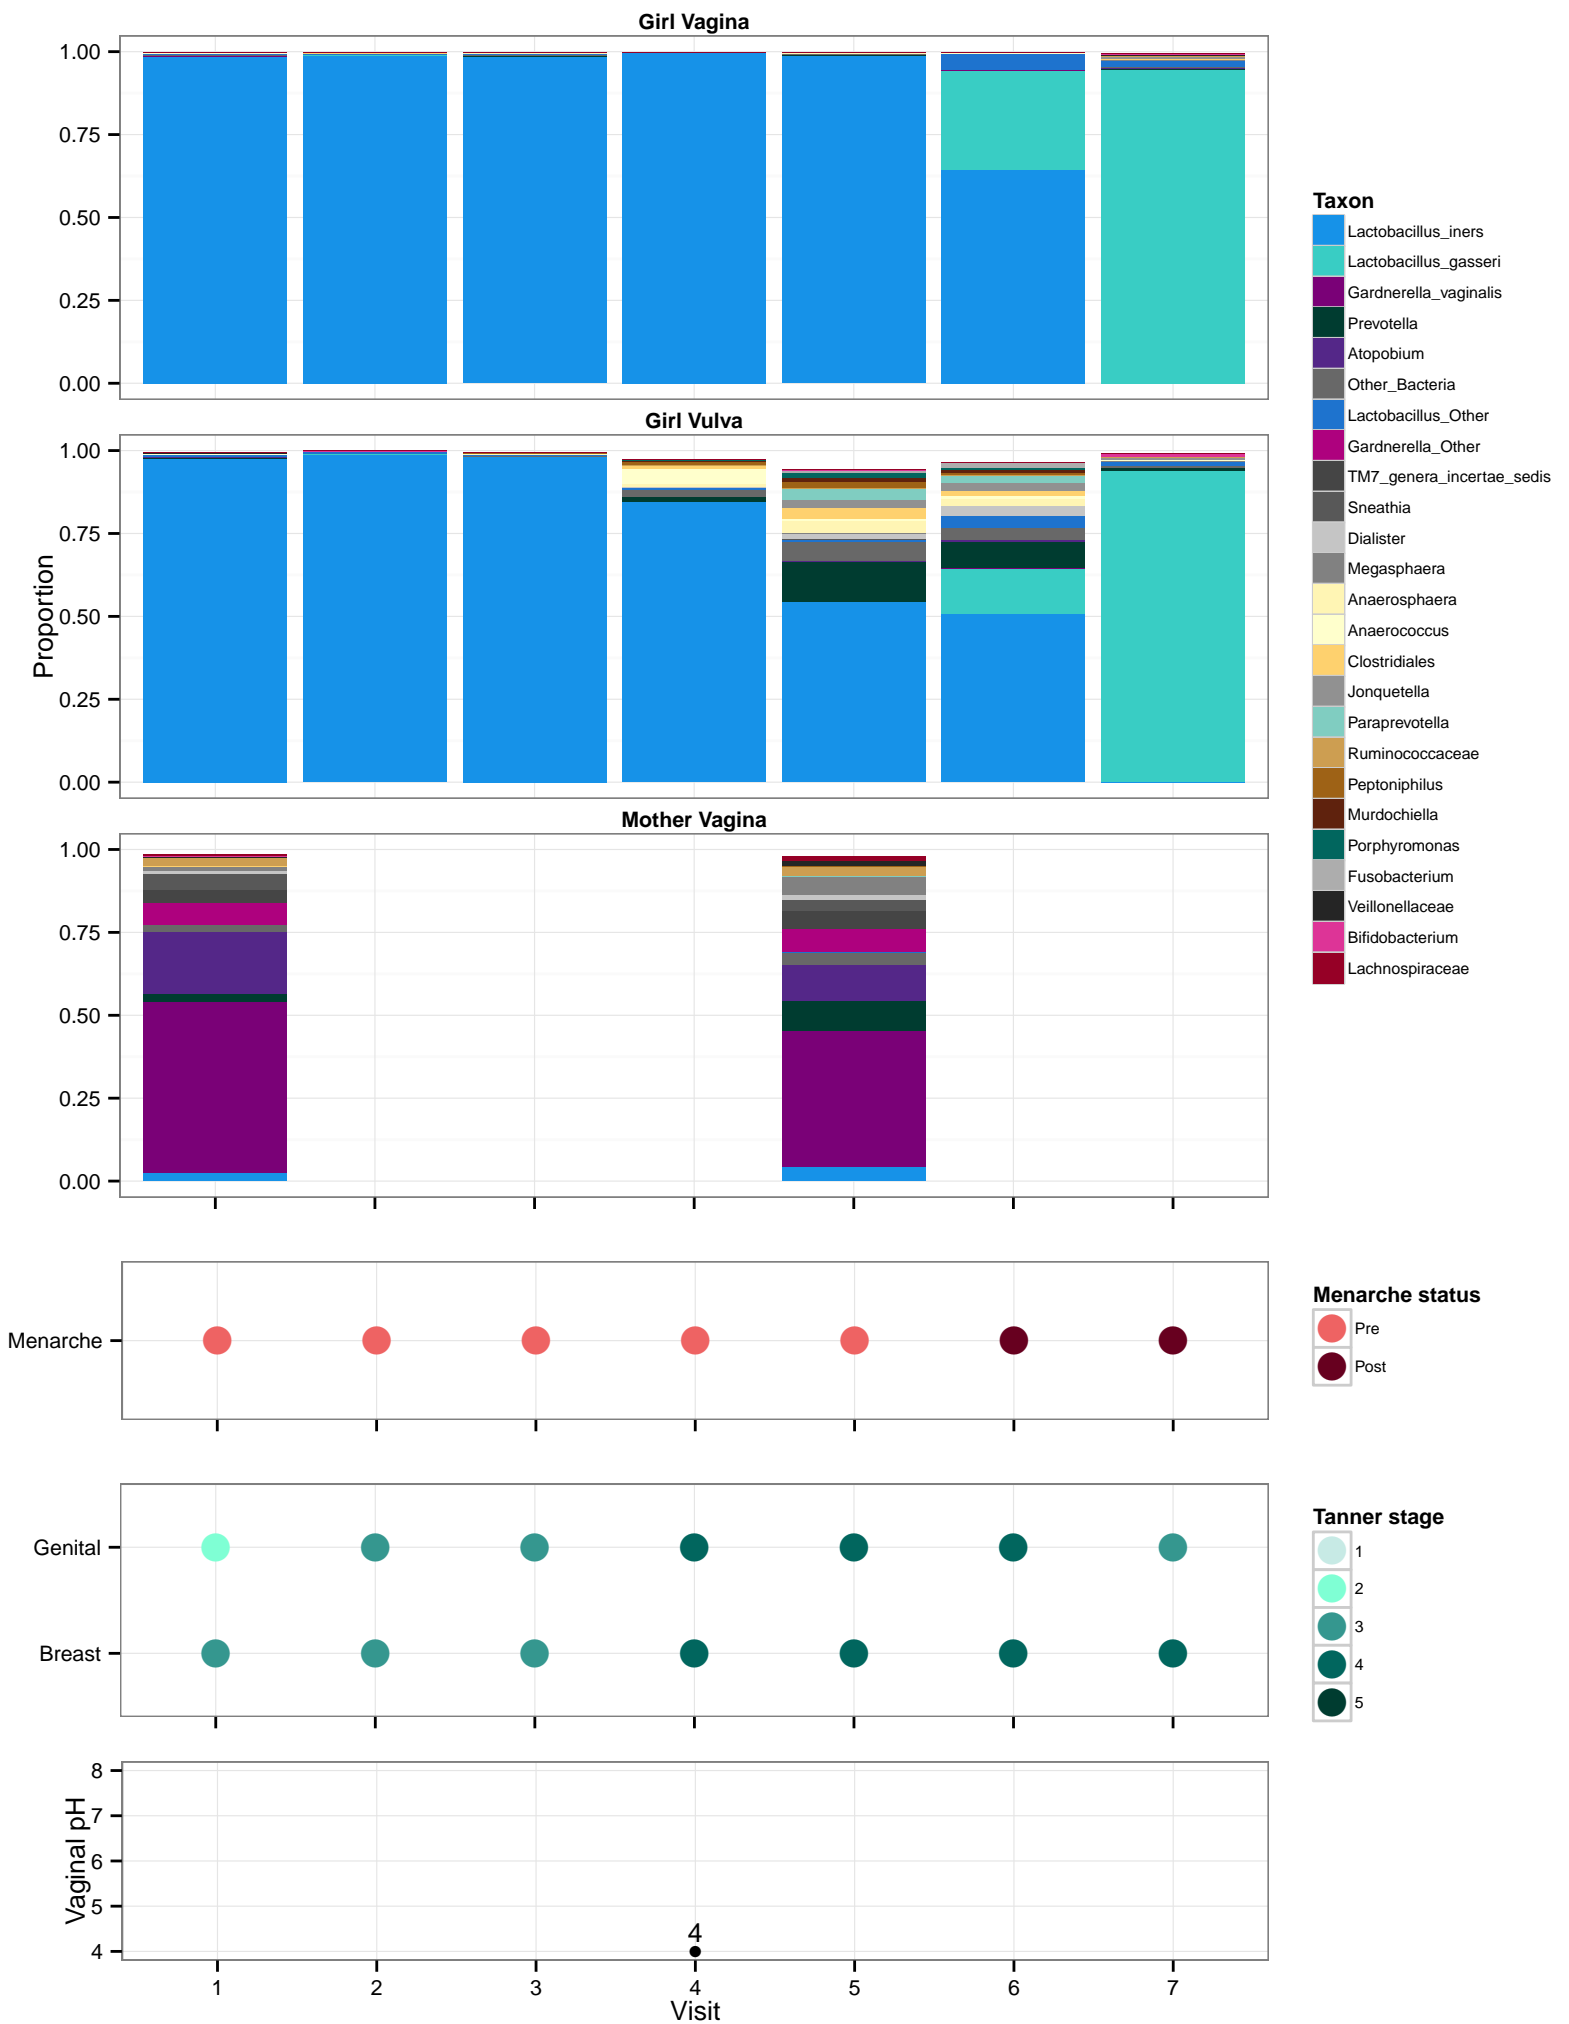 Girl Vagina
1.00
0.75
0.50
0.25
0.00
Girl Vulva
1.00
0.75
0.50
0.25
0.00
Proportion
Mother Vagina
1.00
0.75
0.50
0.25
0.00
Taxon
Lactobacillus_iners
Lactobacillus_gasseri
Gardnerella_vaginalis
Prevotella
Atopobium
Other_Bacteria
Lactobacillus_Other
Gardnerella_Other
TM7_genera_incertae_sedis
Sneathia
Dialister
Megasphaera
Anaerosphaera
Anaerococcus
Clostridiales
Jonquetella
Paraprevotella
Ruminococcaceae
Peptoniphilus
Murdochiella
Porphyromonas
Fusobacterium
Veillonellaceae
Bifidobacterium
Lachnospiraceae
Menarche
Menarche status
Pre
Post
Genital
Breast
Tanner stage
1
2
3
4
5
Vaginal pH
8
7
6
5
4
4
1 2 3 4 5 6 7
Visit